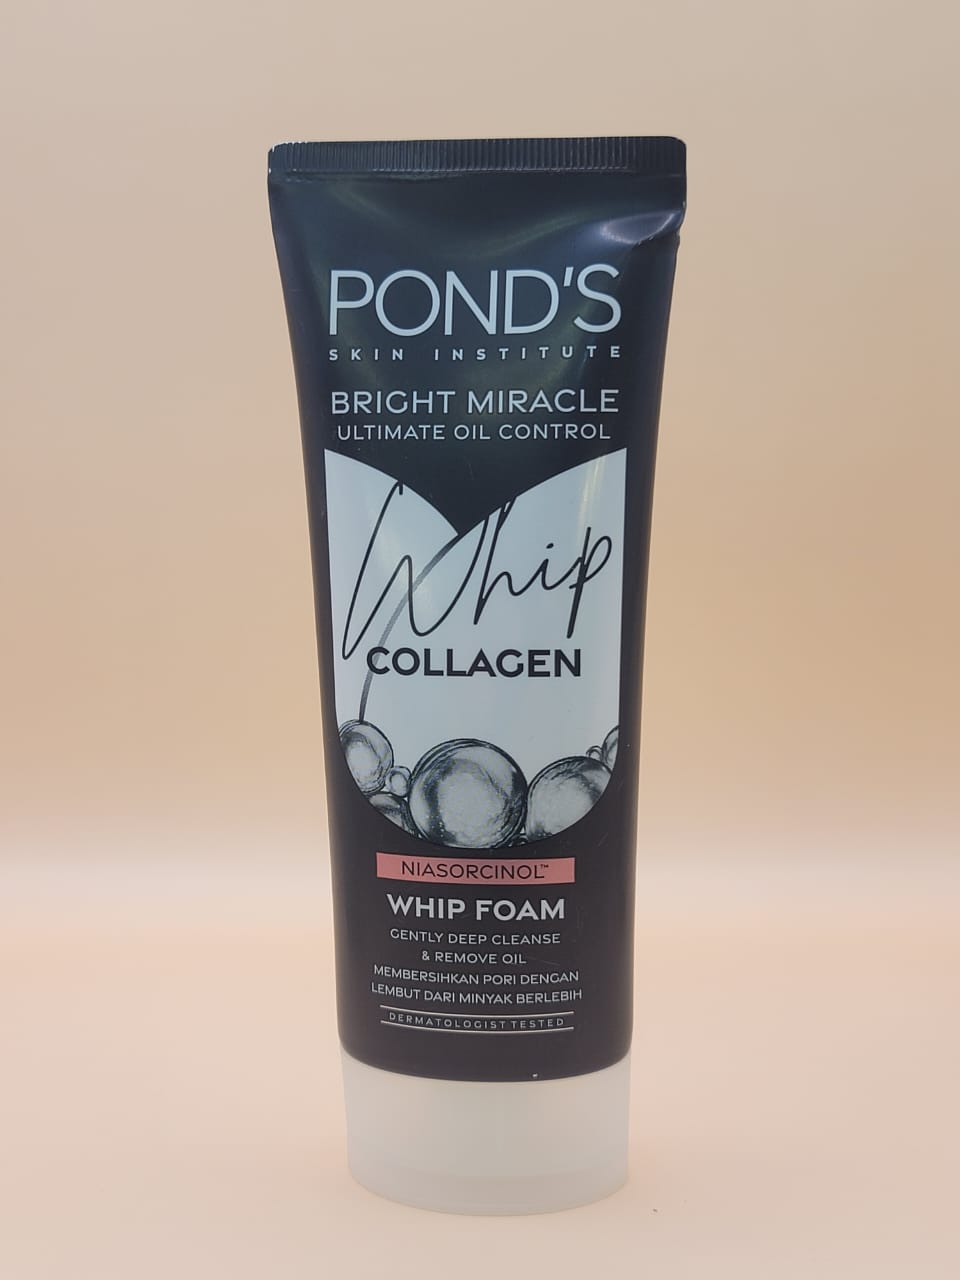 POND'S
SKIN INSTITUTE
BRIGHT MIRACLE
ULTIMATE OIL CONTROL
Whip
COLLAGEN
NIASORCINOL™
WHIP FOAM
GENTLY DEEP CLEANSE
& REMOVE OIL
MEMBERSIHKAN PORI DENGAN
LEMBUT DARI MINYAK BERLEBIH
DERMATOLOGIST TESTED